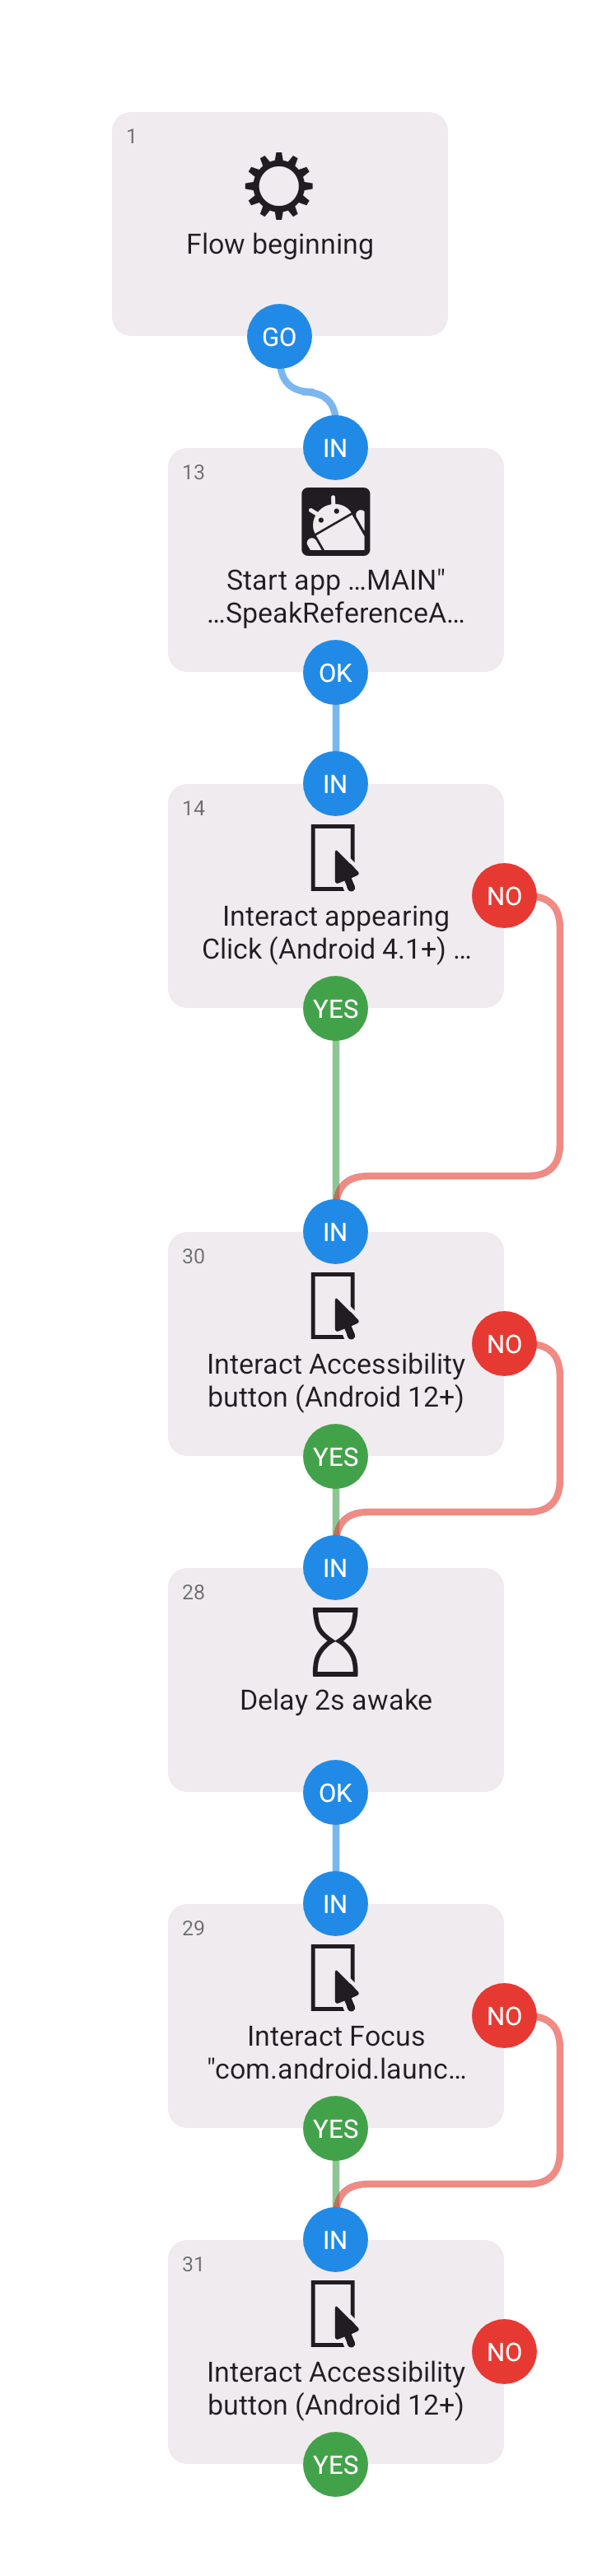 1
Flow beginning
GO
IN
13
Start app ...MAIN"
...SpeakReferenceA...
OK
IN
14
Interact appearing
Click (Android 4.1+) ...
NO
YES
IN
30
Interact Accessibility
button (Android 12+)
NO
YES
IN
28
Delay 2s awake
OK
IN
29
Interact Focus
"com.android.launc...
NO
YES
IN
31
Interact Accessibility
button (Android 12+)
NO
YES